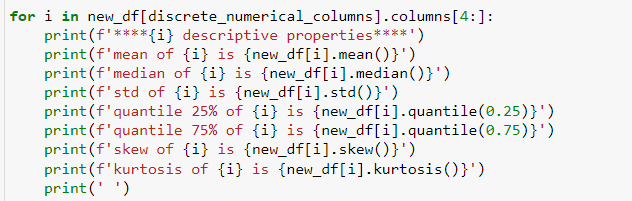 for i in new_df[discrete_numerical_columns].columns[4:]:
    print(f'****{i} descriptive properties****')
    print(f'mean of {i} is {new_df[i].mean()}')
    print(f'median of {i} is {new_df[i].median()}')
    print(f'std of {i} is {new_df[i].std()}')
    print(f'quantile 25% of {i} is {new_df[i].quantile(0.25)}')
    print(f'quantile 75% of {i} is {new_df[i].quantile(0.75)}')
    print(f'skew of {i} is {new_df[i].skew()}')
    print(f'kurtosis of {i} is {new_df[i].kurtosis()}')
    print(' ')